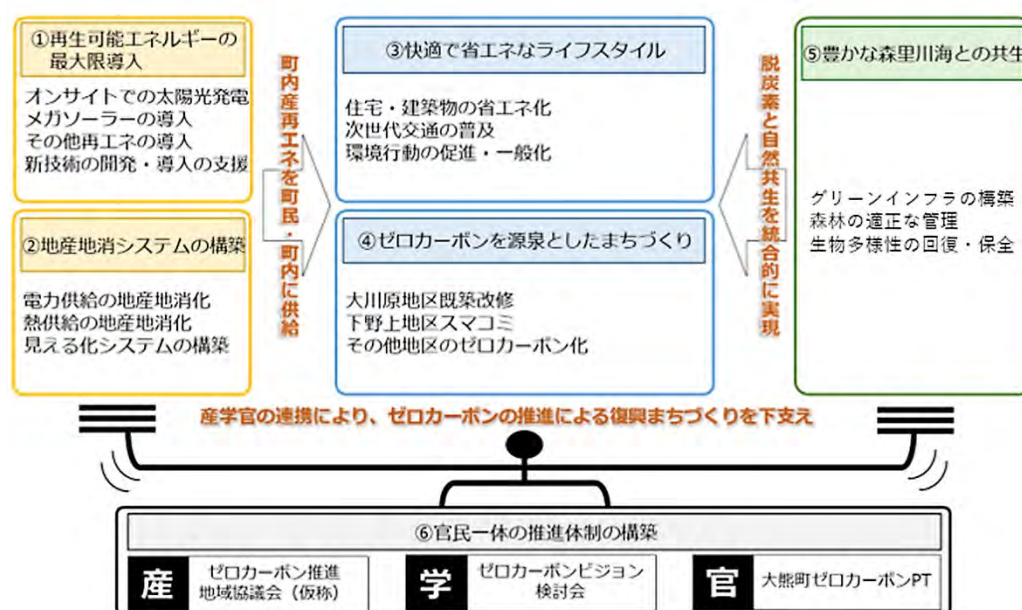 ①再生可能エネルギーの
最大限導入
オンサイトでの太陽光発電
メガソーラーの導入
その他再エネの導入
新技術の開発・導入の支援
②地産地消システムの構築
電力供給の地産地消化
熱供給の地産地消化
見える化システムの構築
町内産再エネを町民・町内に供給
③快適で省エネなライフスタイル
住宅・建築物の省エネ化
次世代交通の普及
環境行動の促進・一般化
④ゼロカーボンを源泉としたまちづくり
大川原地区既築改修
下野上地区スマコミ
その他地区のゼロカーボン化
脱炭素と自然共生を統合的に実現
⑤豊かな森里川海との共生
グリーンインフラの構築
森林の適正な管理
生物多様性の回復・保全
産学官の連携により、ゼロカーボンの推進による復興まちづくりを下支え
⑥官民一体の推進体制の構築
産
ゼロカーボン推進
地域協議会（仮称）
学
ゼロカーボンビジョン
検討会
官
大熊町ゼロカーボンPT